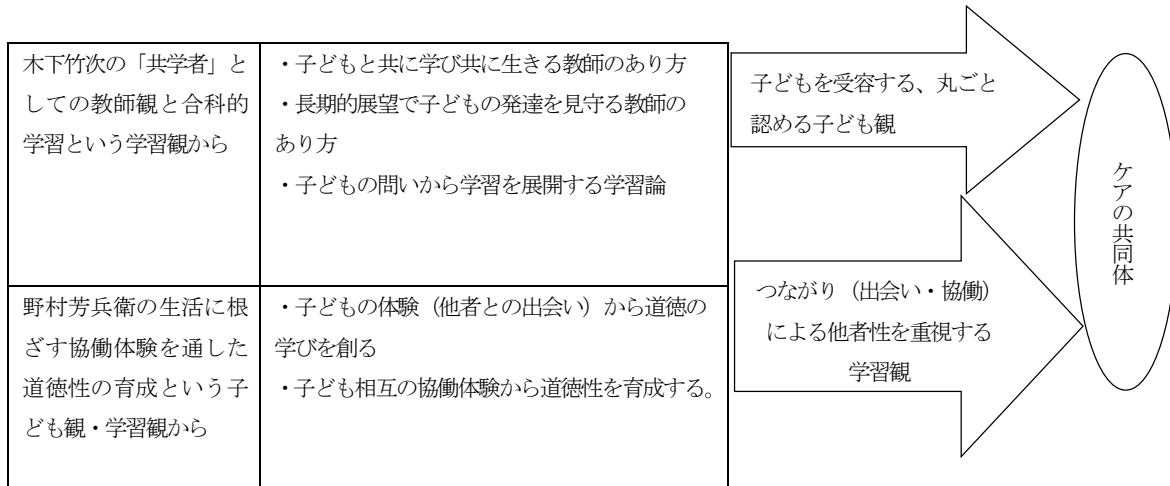 木下竹次の「共学者」と
しての教師観と合科的
学習という学習観から
・子どもと共に学び共に生きる教師のあり方
・長期的展望で子どもの発達を見守る教師の
あり方
・子どもの問いから学習を展開する学習論
子どもを受容する、丸ごと
認める子ども観
野村芳兵衛の生活に根
ざす協働体験を通した
道徳性の育成という子
ども観・学習観から
・子どもの体験（他者との出会い）から道徳の
学びを創る
・子ども相互の協働体験から道徳性を育成する。
つながり（出会い・協働）
による他者性を重視する
学習観
ケアの共同体